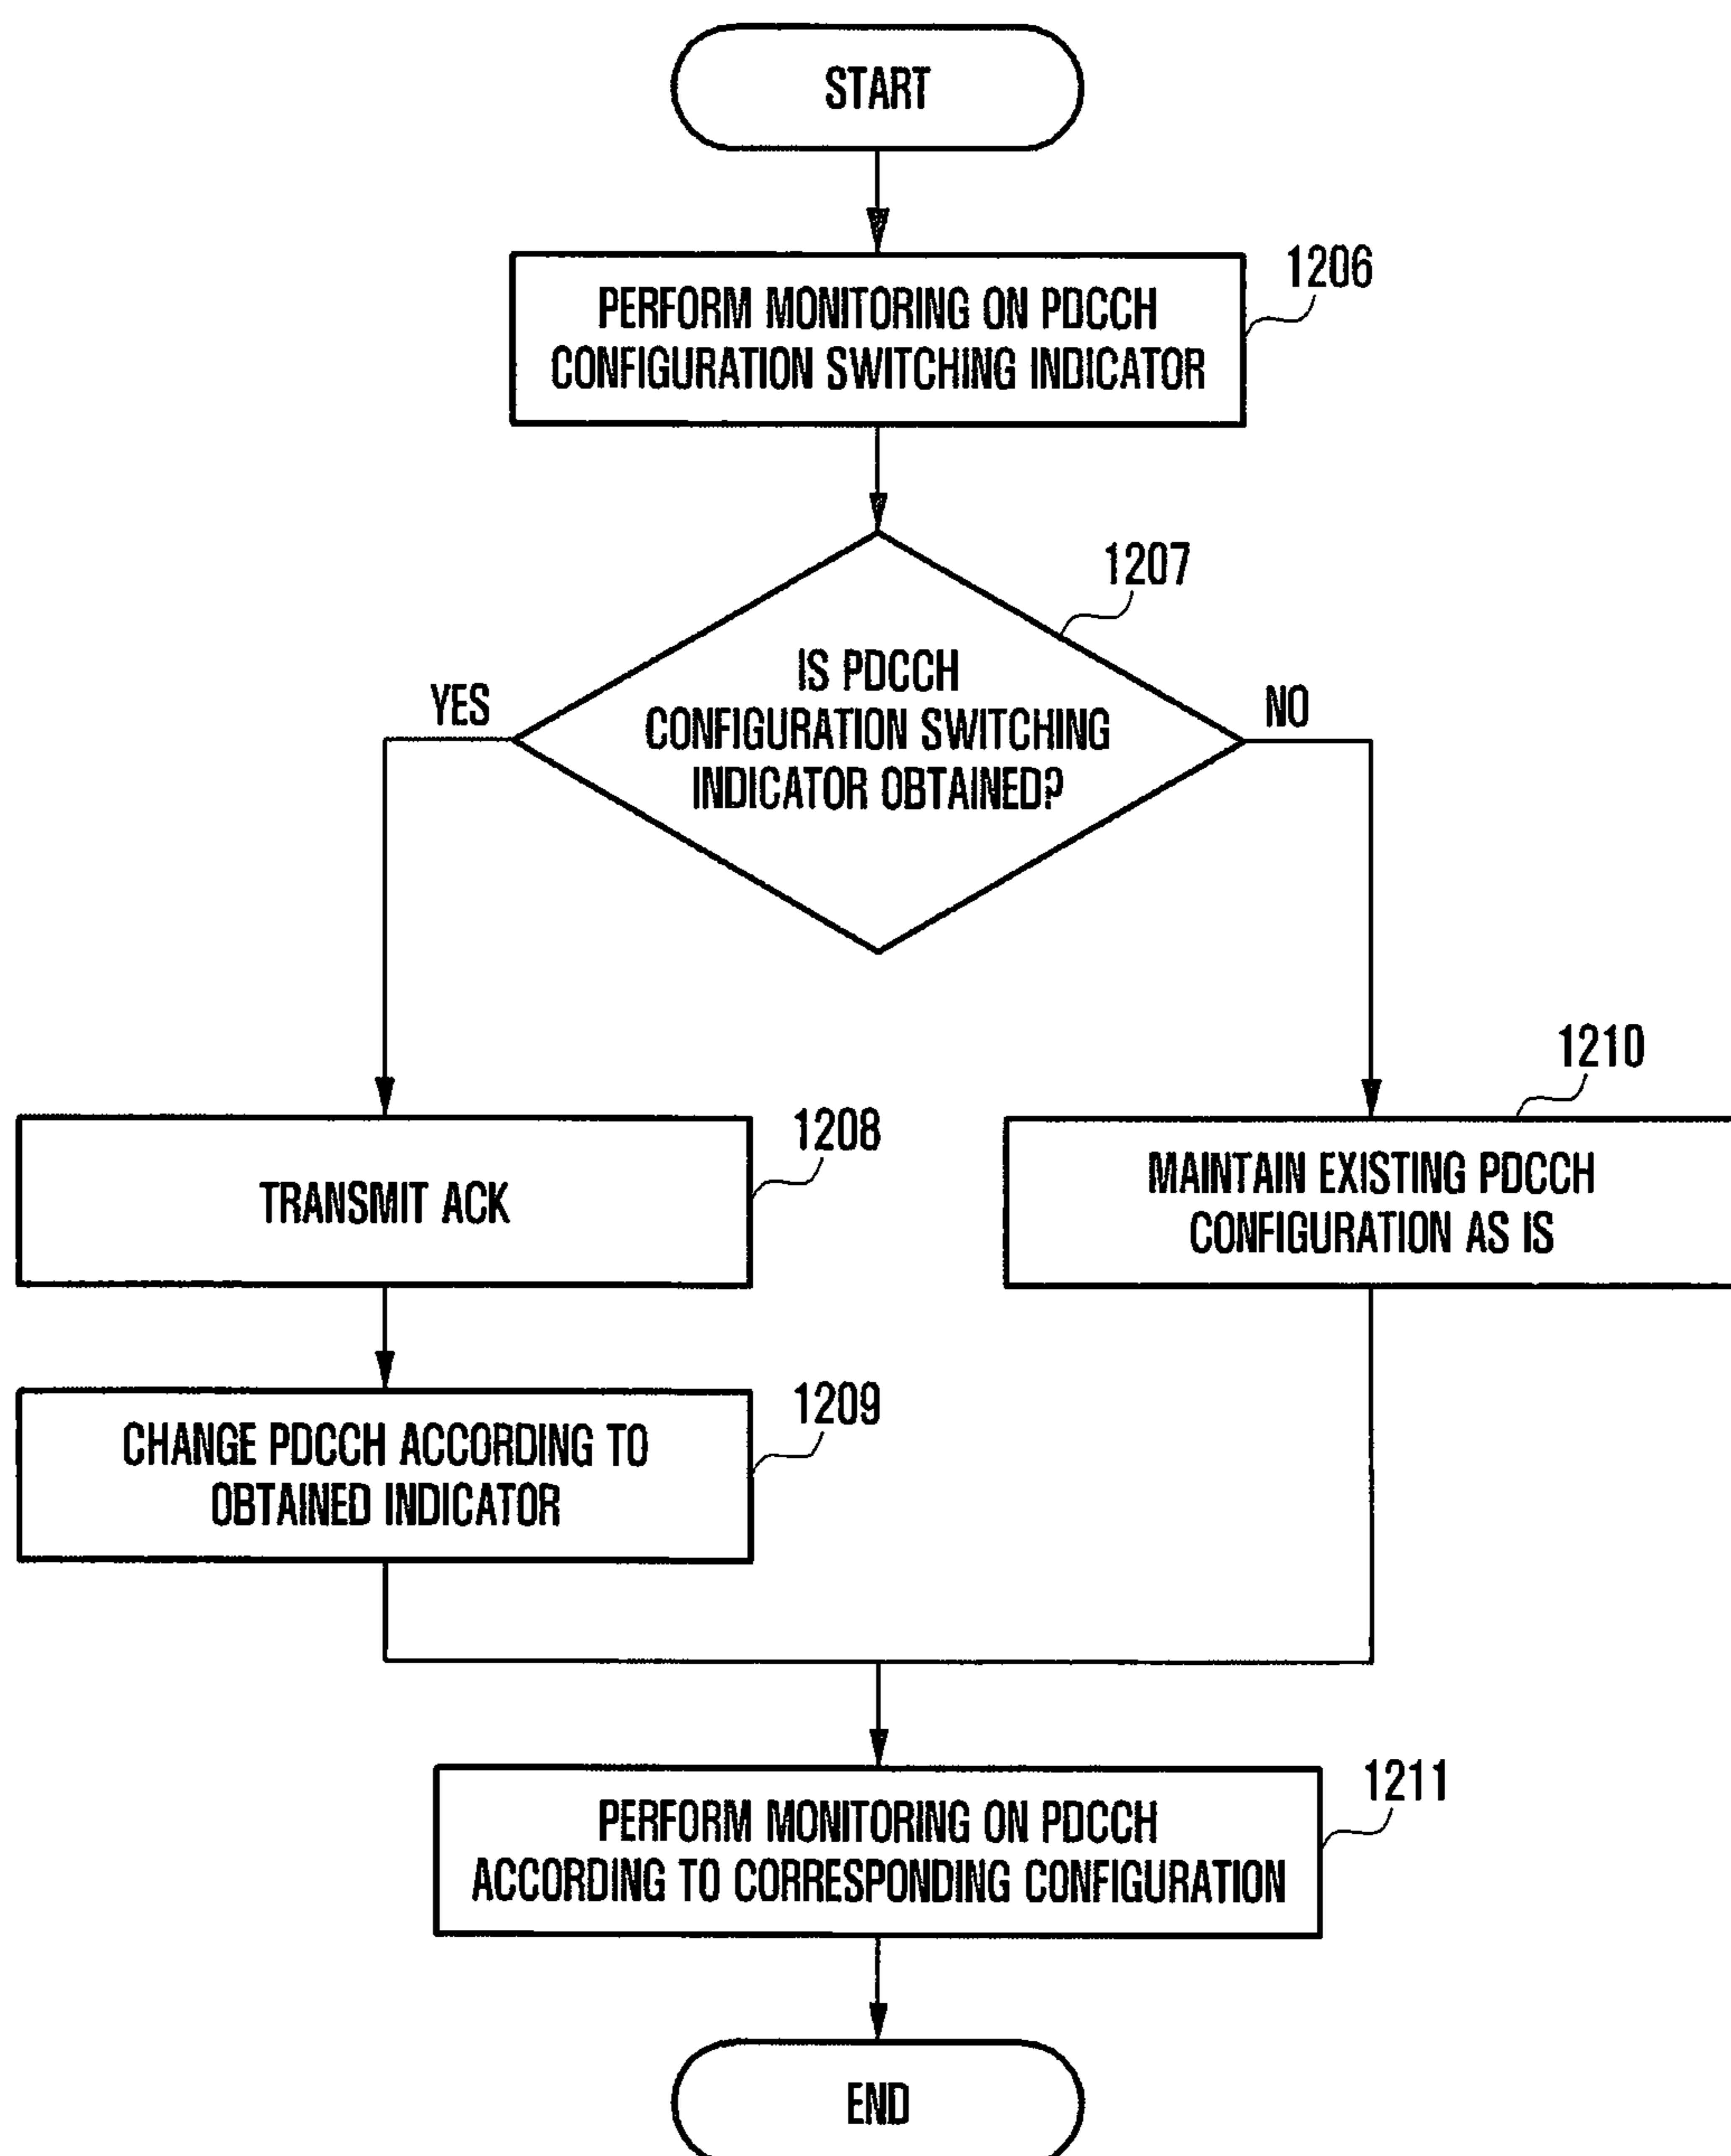 START
1206
PERFORM MONITORING ON PDCCH
CONFIGURATION SWITCHING INDICATOR
1207
IS PDCCH
CONFIGURATION SWITCHING
INDICATOR OBTAINED?
YES
NO
1208
TRANSMIT ACK
1210
MAINTAIN EXISTING PDCCH
CONFIGURATION AS IS
1209
CHANGE PDCCH ACCORDING TO
OBTAINED INDICATOR
1211
PERFORM MONITORING ON PDCCH
ACCORDING TO CORRESPONDING CONFIGURATION
END